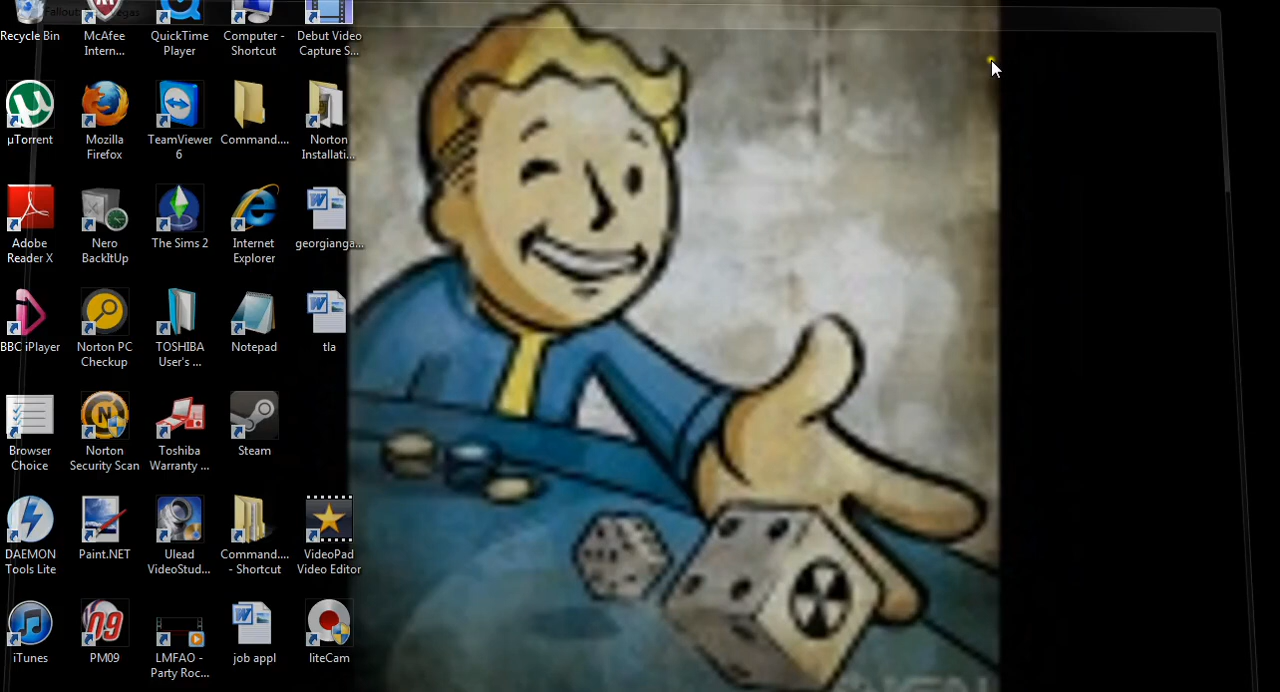 Fallout
Recycle Bin
McAfee
Intern...
QuickTime
Player
Computer -
Shortcut
Debut Video
Capture S...
µTorrent
Mozilla
Firefox
TeamViewer
6
Command....
Norton
Installati...
Adobe
Reader X
Nero
BackItUp
The Sims 2
Internet
Explorer
georgianga...
BBC iPlayer
Norton PC
Checkup
TOSHIBA
User's ...
Notepad
tla
Browser
Choice
Norton
Security Scan
Toshiba
Warranty ...
Steam
DAEMON
Tools Lite
Paint.NET
Ulead
VideoStud...
Command....
- Shortcut
VideoPad
Video Editor
iTunes
PM09
LMFAO -
Party Roc...
job appl
liteCam